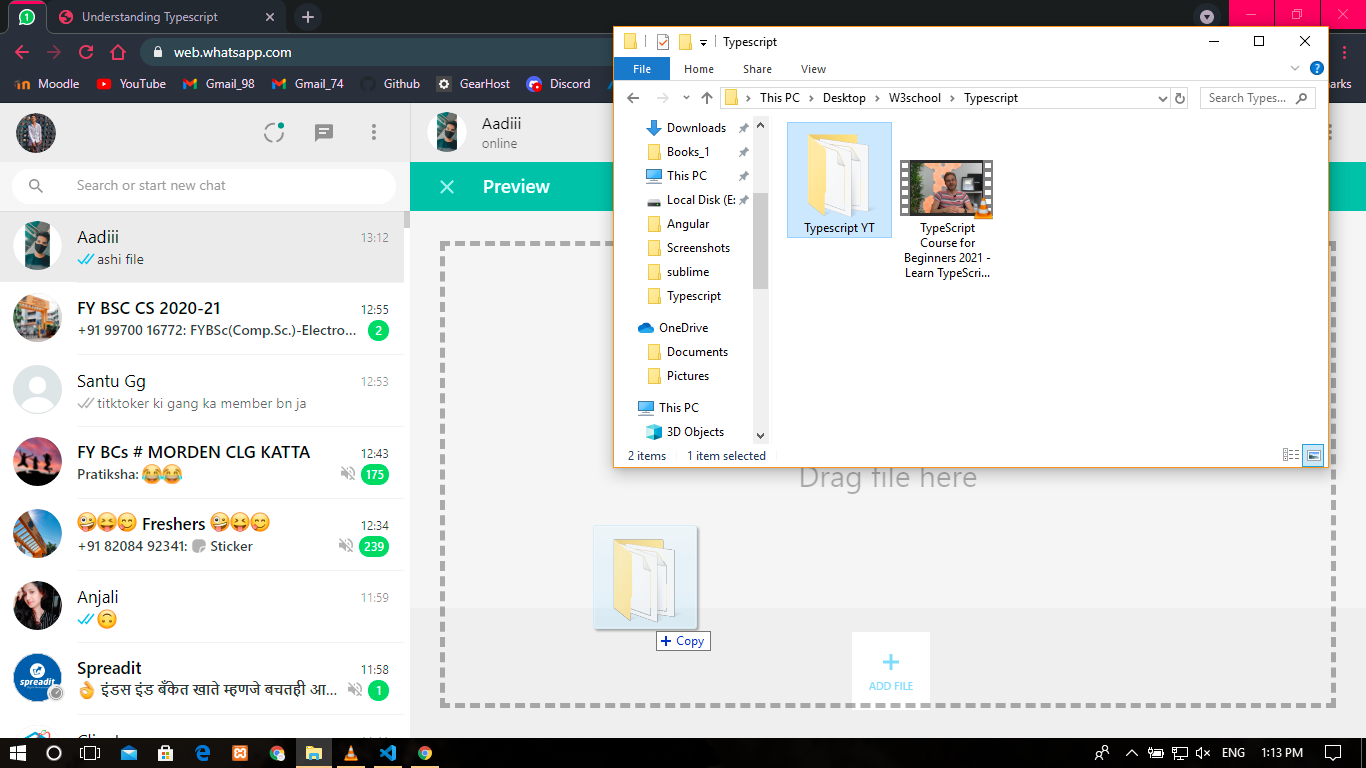 1
Understanding Typescript
web.whatsapp.com
Moodle
YouTube
Gmail_98
Gmail_74
Github
GearHost
Discord
Typescript
File
Home
Share
View
This PC
Desktop
W3school
Typescript
Search Types...
Downloads
Books_1
This PC
Local Disk (E:
Angular
Screenshots
sublime
Typescript
OneDrive
Documents
Pictures
This PC
3D Objects
Typescript YT
TypeScript
Course for
Beginners 2021 -
Learn TypeScri...
2 items
1 item selected
Aadiii
online
Preview
Search or start new chat
Aadiii
13:12
ashi file
FY BSC CS 2020-21
12:55
+91 99700 16772: FYBSc(Comp.Sc.)-Electro...
2
Santu Gg
12:53
titktoker ki gang ka member bn ja
FY BCs # MORDEN CLG KATTA
12:43
Pratiksha: 😂😂
175
🤪😝😋 Freshers 🤪😝😋
12:34
+91 82084 92341: Sticker
239
Anjali
11:59
🙃
Spreadit
11:58
👌 इंडस इंड बँकेत खाते म्हणजे बचतही आ...
1
Drag file here
Copy
ADD FILE
ENG
1:13 PM